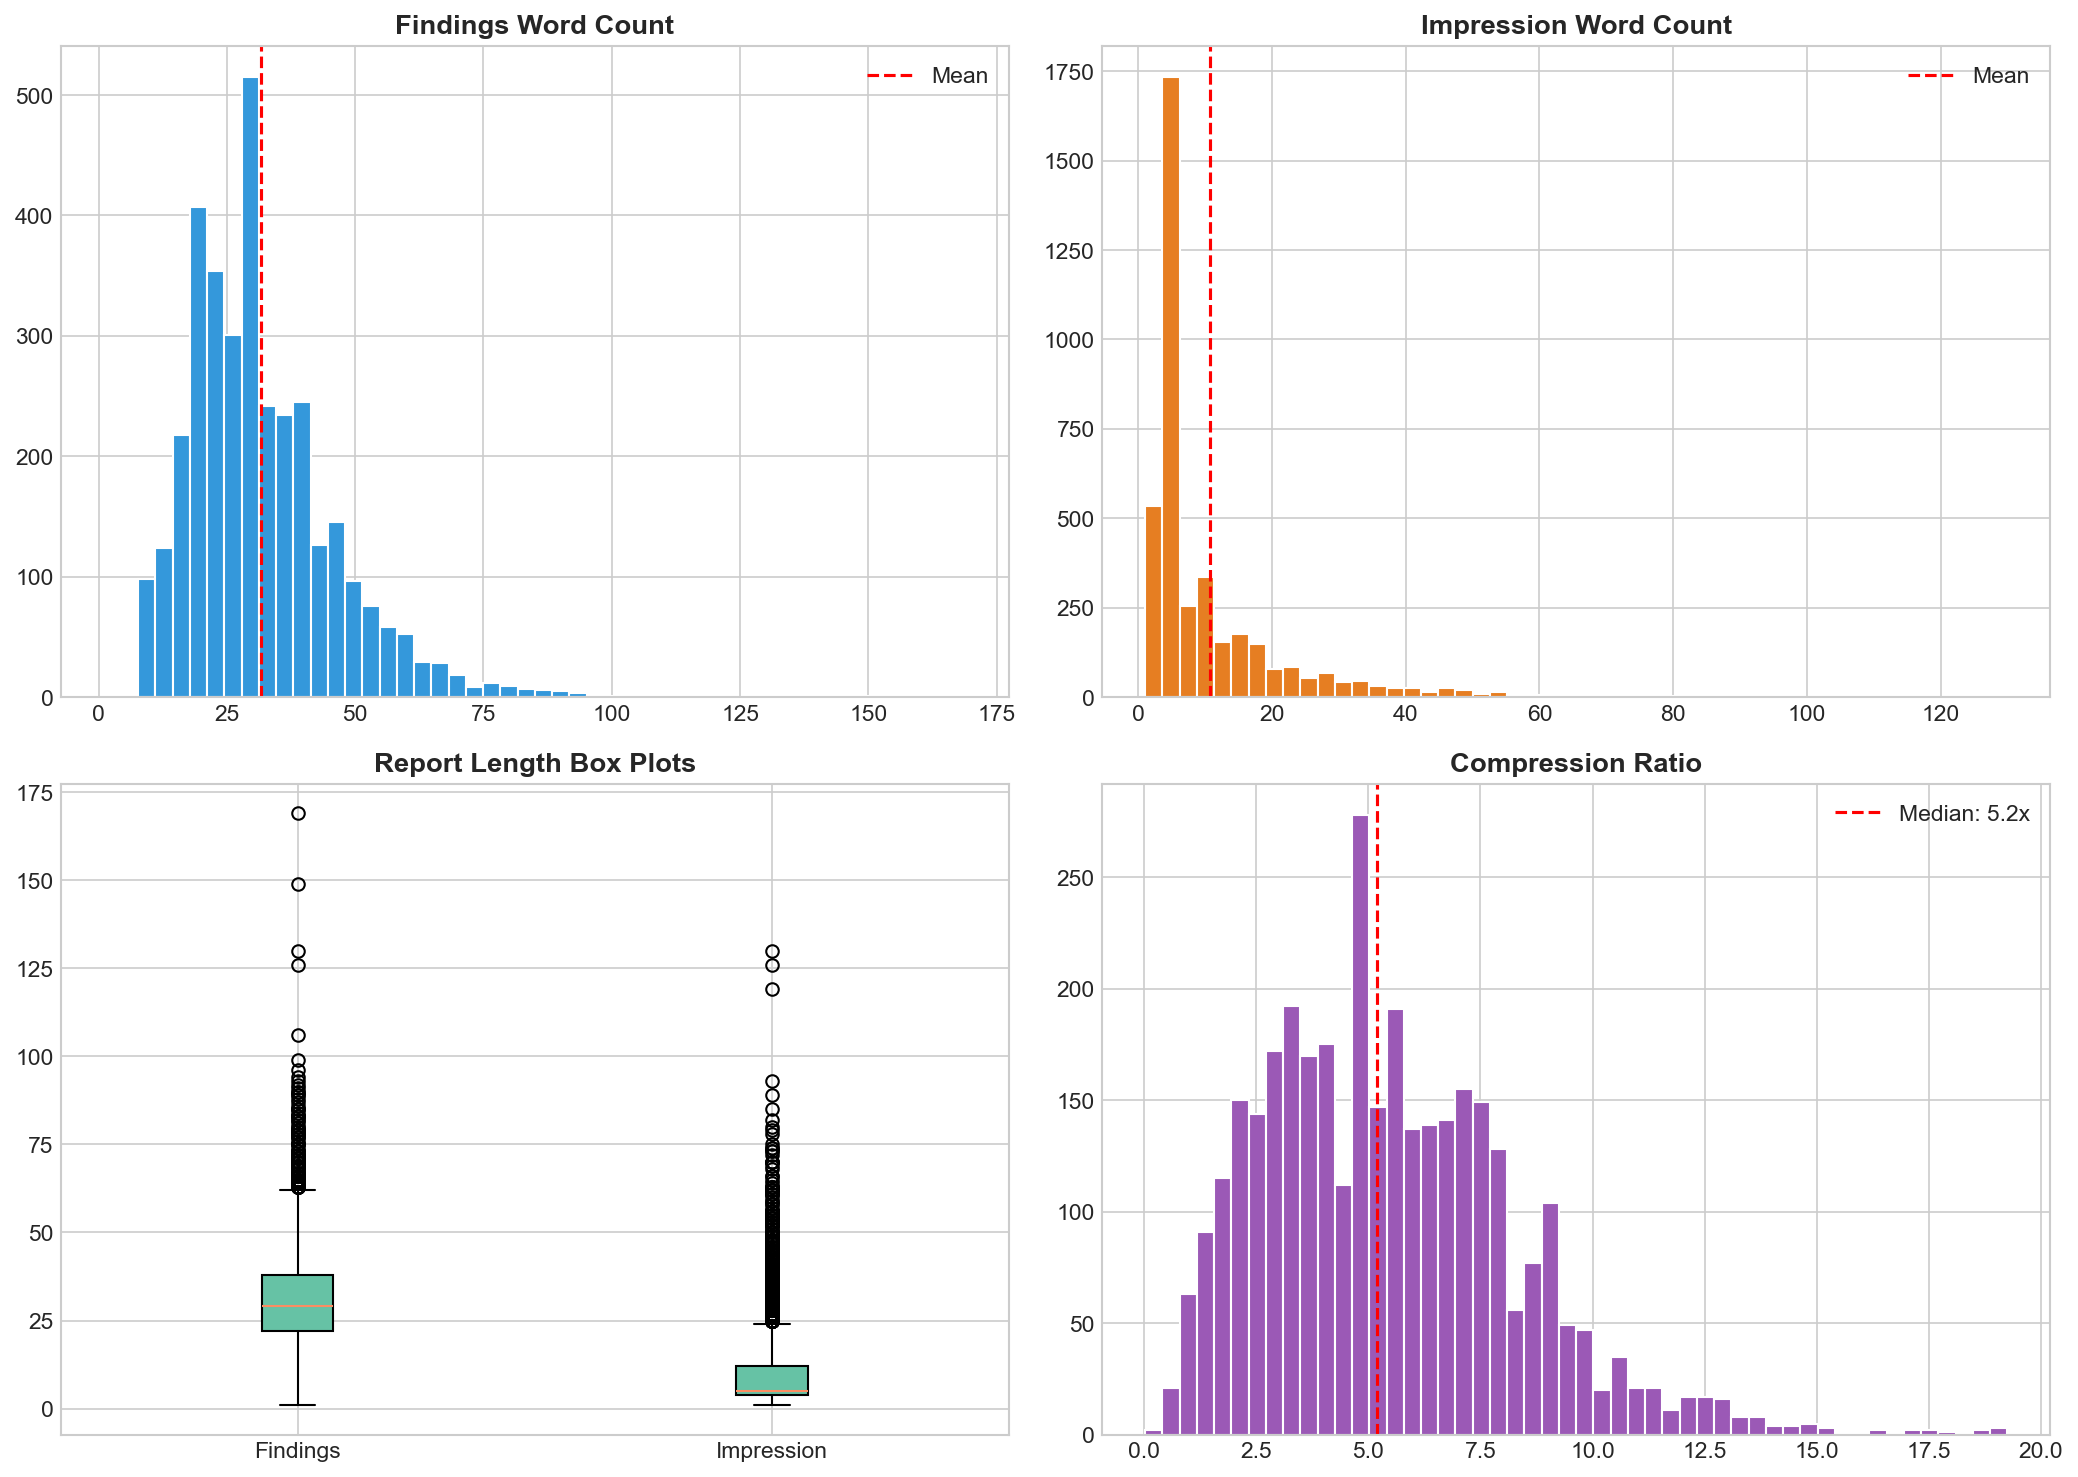 Findings Word Count
Mean
500
400
300
200
100
0
0 25 50 75 100 125 150 175
Impression Word Count
Mean
1750
1500
1250
1000
750
500
250
0
0 20 40 60 80 100 120
Report Length Box Plots
175
150
125
100
75
50
25
0
Findings Impression
Compression Ratio
Median: 5.2x
250
200
150
100
50
0
0.0 2.5 5.0 7.5 10.0 12.5 15.0 17.5 20.0